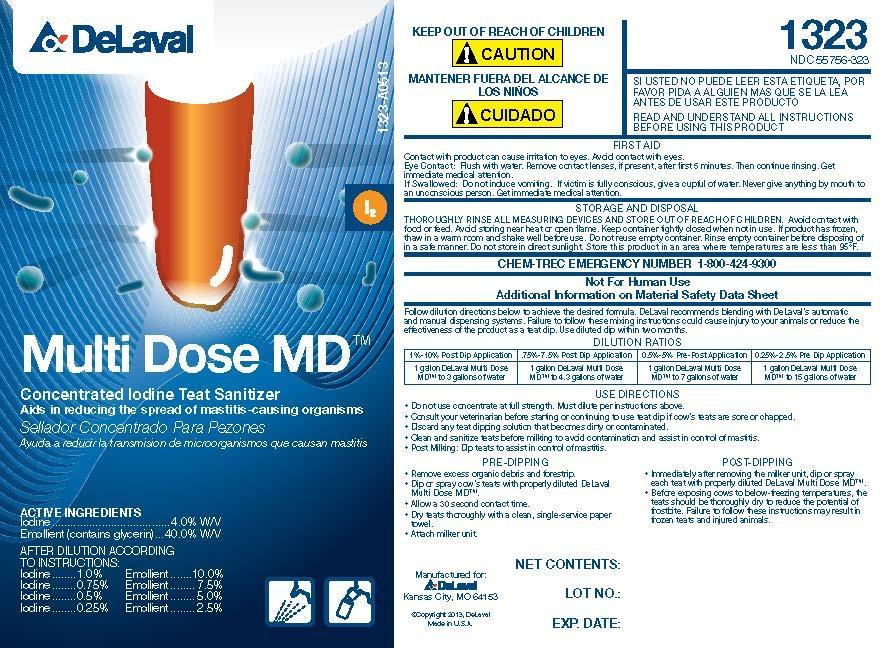 DeLaval
1323-A0513
I2
Multi Dose MD™
Concentrated Iodine Teat Sanitizer
Aids in reducing the spread of mastitis-causing organisms
Sellador Concentrado Para Pezones
Ayuda a reducir la transmision de microorganismos que causan mastitis
ACTIVE INGREDIENTS
Iodine.......................................4.0% W/V
Emollient (contains glycerin)...40.0% W/V
AFTER DILUTION ACCORDING
TO INSTRUCTIONS:
Iodine........1.0% Emollient.......10.0%
Iodine........0.75% Emollient........7.5%
Iodine........0.5% Emollient........5.0%
Iodine........0.25% Emollient........2.5%
KEEP OUT OF REACH OF CHILDREN
CAUTION
MANTENER FUERA DEL ALCANCE DE
LOS NIÑOS
CUIDADO
1323
NDC 55756-323
SI USTED NO PUEDE LEER ESTA ETIQUETA, POR
FAVOR PIDA A ALGUIEN MAS QUE SE LA LEA
ANTES DE USAR ESTE PRODUCTO
READ AND UNDERSTAND ALL INSTRUCTIONS
BEFORE USING THIS PRODUCT
FIRST AID
Contact with product can cause irritation to eyes. Avoid contact with eyes.
Eye Contact: Flush with water. Remove contact lenses, if present, after first 5 minutes. Then continue rinsing. Get
immediate medical attention.
If Swallowed: Do not induce vomiting. If victim is fully conscious, give a cupful of water. Never give anything by mouth to
an unconscious person. Get immediate medical attention.
STORAGE AND DISPOSAL
THOROUGHLY RINSE ALL MEASURING DEVICES AND STORE OUT OF REACH OF CHILDREN. Avoid contact with
food or feed. Avoid storing near heat or open flame. Keep container tightly closed when not in use. If product has frozen,
thaw in a warm room and shake well before use. Do not reuse empty container. Rinse empty container before disposing of
in a safe manner. Do not store in direct sunlight. Store this product in an area where temperatures are less than 95°F.
CHEM-TREC EMERGENCY NUMBER 1-800-424-9300
Not For Human Use
Additional Information on Material Safety Data Sheet
Follow dilution directions below to achieve the desired formula. DeLaval recommends blending with DeLaval's automatic
and manual dispensing systems. Failure to follow these mixing instructions could cause injury to your animals or reduce the
effectiveness of the product as a teat dip. Use diluted dip within two months.
DILUTION RATIOS
1%-10% Post Dip Application .75%-7.5% Post Dip Application 0.5%-5% Pre-Post Application 0.25%-2.5% Pre Dip Application
1 gallon DeLaval Multi Dose 1 gallon DeLaval Multi Dose 1 gallon DeLaval Multi Dose 1 gallon DeLaval Multi Dose
MD™ to 3 gallons of water MD™ to 4.3 gallons of water MD™ to 7 gallons of water MD™ to 15 gallons of water
USE DIRECTIONS
• Do not use concentrate at full strength. Must dilute per instructions above.
• Consult your veterinarian before starting or continuing to use teat dip if cow's teats are sore or chapped.
• Discard any teat dipping solution that becomes dirty or contaminated.
• Clean and sanitize teats before milking to avoid contamination and assist in control of mastitis.
• Post Milking: Dip teats to assist in control of mastitis.
PRE-DIPPING
• Remove excess organic debris and forestrip.
• Dip or spray cow's teats with properly diluted DeLaval
Multi Dose MD™.
• Allow a 30 second contact time.
• Dry teats thoroughly with a clean, single-service paper
towel.
• Attach milker unit.
POST-DIPPING
• Immediately after removing the milker unit, dip or spray
each teat with properly diluted DeLaval Multi Dose MD™.
• Before exposing cows to below-freezing temperatures, the
teats should be thoroughly dry to reduce the potential of
frostbite. Failure to follow these instructions may result in
frozen teats and injured animals.
Manufactured for:
DeLaval
Kansas City, MO 64153
©Copyright 2013, DeLaval
Made in U.S.A.
NET CONTENTS:
LOT NO.:
EXP. DATE: